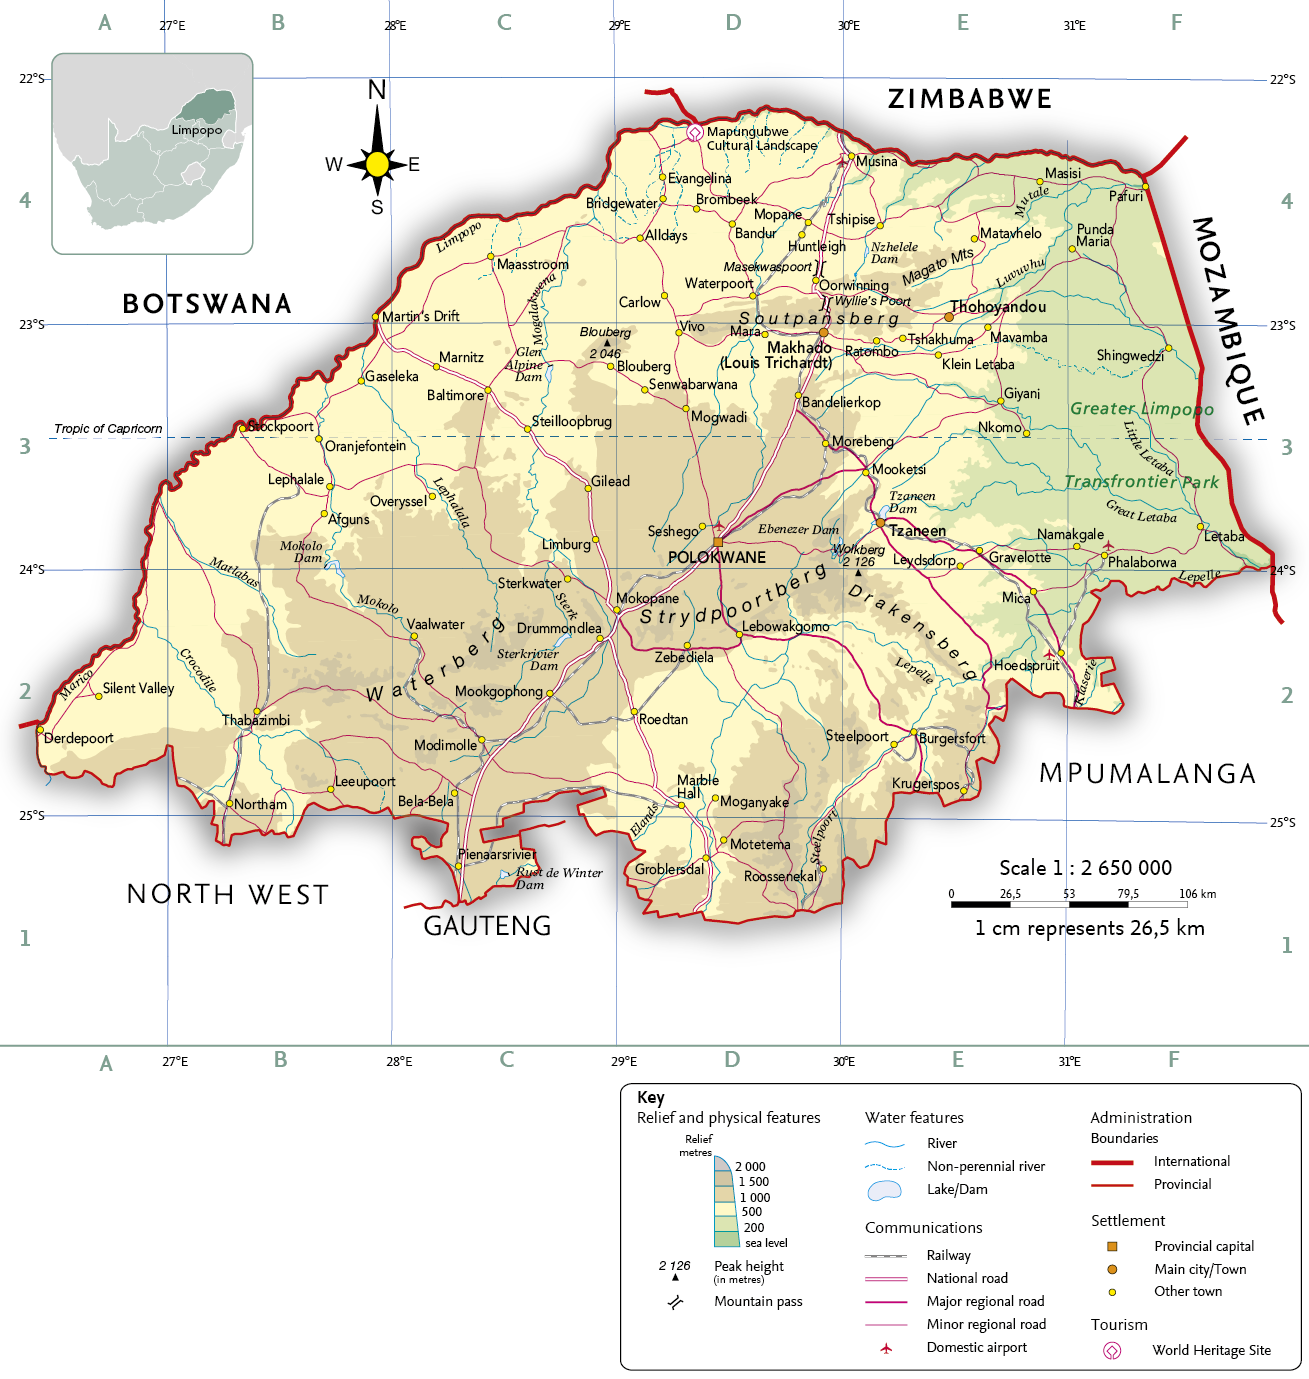 A
B
C
D
E
F
27°E
28°E
29°E
30°E
31°E
22°S
22°S
Limpopo
N
W
E
S
ZIMBABWE
Mapungubwe
Cultural Landscape
Musina
Masisi
Pafuri
4
4
Evangelina
Bridgewater
Brombeek
Mopane
Tshipise
Mutale
Alldays
Bandur
Huntleigh
Matavhelo
Punda
Maria
Nzhelele
Dam
MOZAMBIQUE
Limpopo
Maasstroom
Masekwaspoort
Magato Mts
Luvuvhu
Mogalakwena
Waterpoort
Oorwinning
BOTSWANA
Carlow
Wyllie's Poort
Thohoyandou
Martin's Drift
Soutpansberg
23°S
23°S
Blouberg
2 046
Vivo
Mara
Makhado
(Louis Trichardt)
Ratombo
Tshakhuma
Mavamba
Shingwedzi
Marnitz
Glen
Alpine
Dam
Blouberg
Klein Letaba
Gaseleka
Senwabarwana
Baltimore
Giyani
Bandelierkop
Mogwadi
Greater Limpopo
Steilloopbrug
Tropic of Capricorn
Stockpoort
Nkomo
Little Letaba
3
3
Oranjefontein
Morebeng
Lephalale
Gilead
Mooketsi
Transfrontier Park
Overyssel
Lephalala
Tzaneen
Dam
Great Letaba
Afguns
Seshego
Ebenezer Dam
Tzaneen
Letaba
Namakgale
Limburg
Mokolo
Dam
POLOKWANE
Wolkberg
2 126
Leydsdorp
Gravelotte
Phalaborwa
24°S
24°S
Matlabas
Lepelle
Sterkwater
Mica
Mokolo
Sterk
Mokopane
Strydpoortberg
Drakensberg
Vaalwater
Drummondlea
Lebowakgomo
Waterberg
Sterkrivier
Dam
Zebediela
Hoedspruit
Crocodile
Lepelle
Klaserie
Marico
Silent Valley
Mookgophong
2
2
Thabazimbi
Roedtan
Derdepoort
Modimolle
Steelpoort
Burgersfort
MPUMALANGA
Leeupoort
Marble
Hall
Krugerspos
Northam
Bela-Bela
Moganyake
25°S
25°S
Elands
Steelpoort
Motetema
Pienaarsrivier
Groblersdal
Roossenekal
Rust de Winter
Dam
Scale 1 : 2 650 000
0
26,5
53
79,5
106 km
NORTH WEST
GAUTENG
1 cm represents 26,5 km
1
1
27°E
28°E
29°E
30°E
31°E
A
B
C
D
E
F
Key
Relief and physical features
Relief
metres
2 000
1 500
1 000
500
200
sea level
2 126
Peak height
(in metres)
Mountain pass
Water features
River
Non-perennial river
Lake/Dam
Communications
Railway
National road
Major regional road
Minor regional road
Domestic airport
Administration
Boundaries
International
Provincial
Settlement
Provincial capital
Main city/Town
Other town
Tourism
World Heritage Site